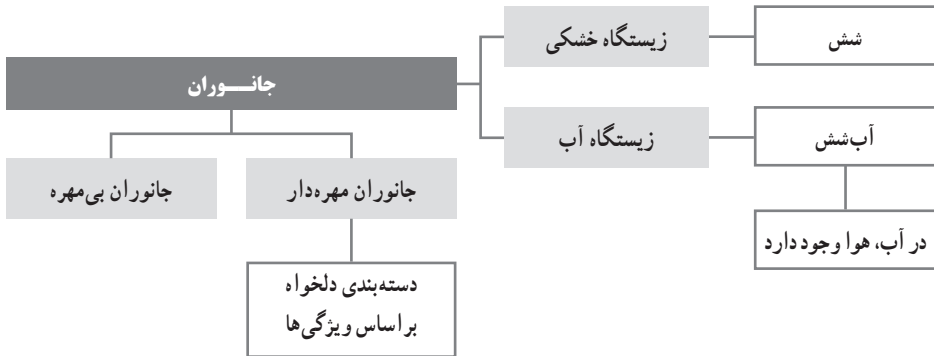 زیستگاه خشکی
شش
جانـــوران
زیستگاه آب
آب‌شش
جانوران بی‌مهره
جانوران مهره‌دار
در آب، هوا وجود دارد
دسته‌بندی دلخواه
براساس ویژگی‌ها